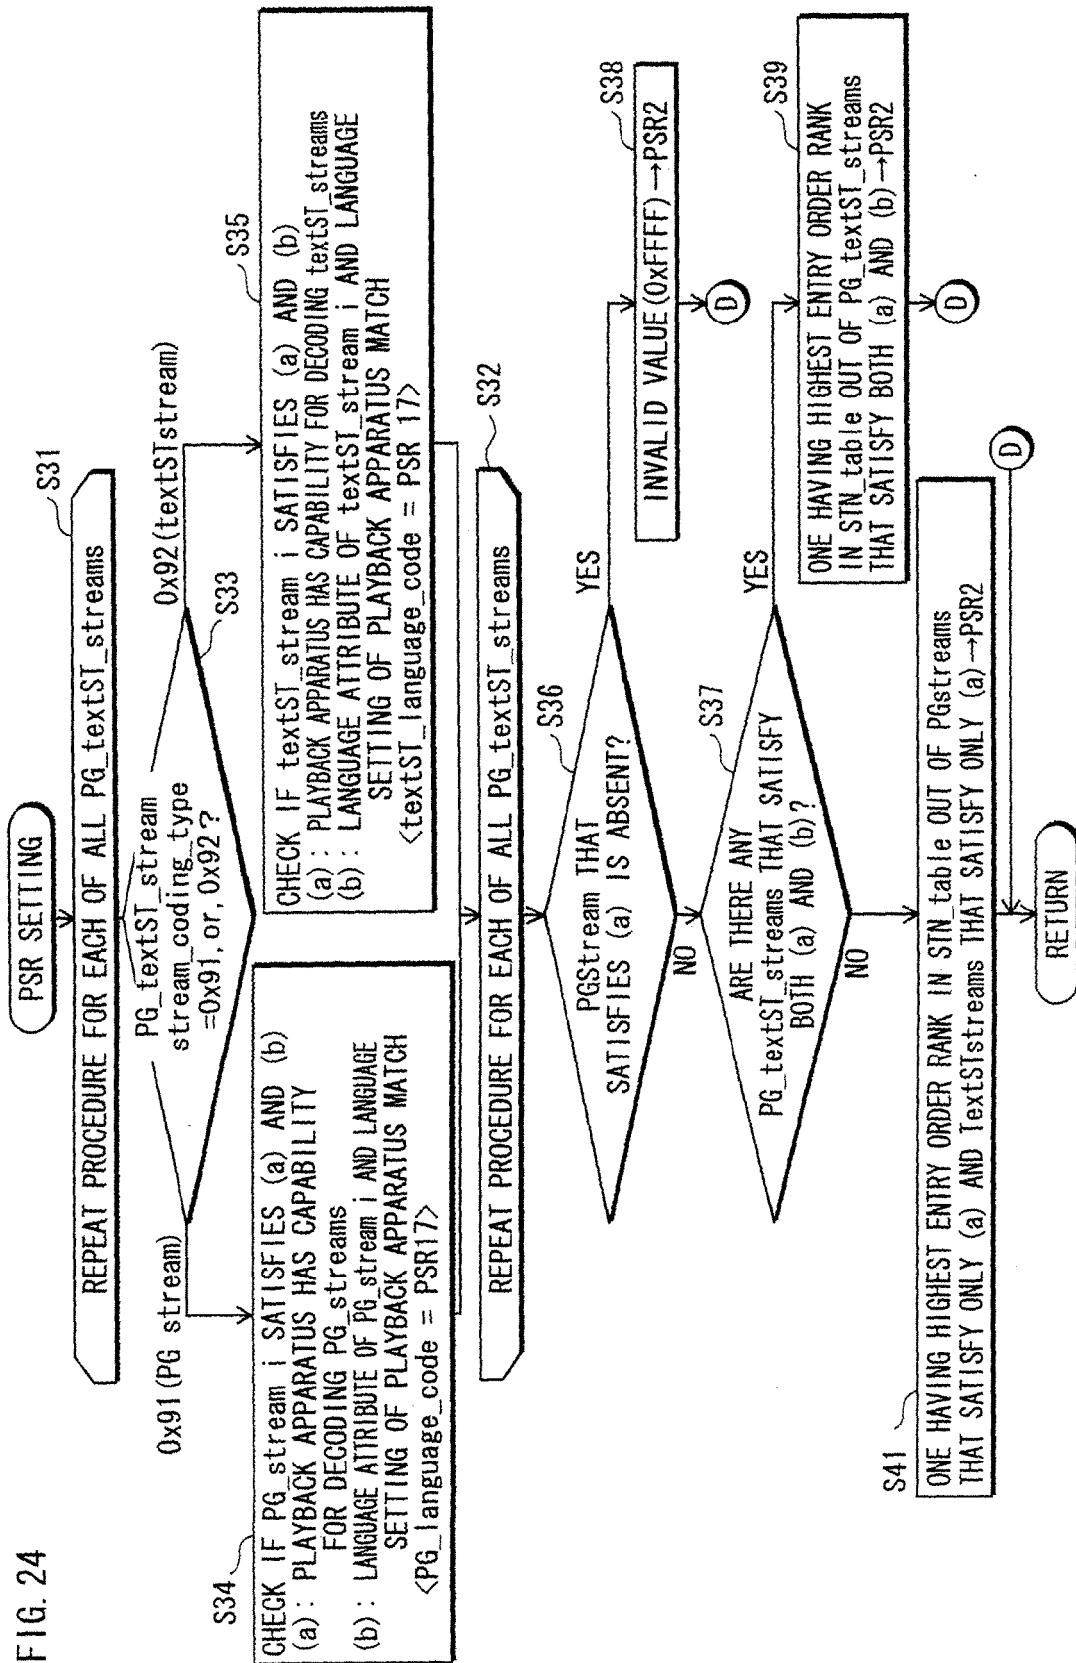 FIG. 24
PSR SETTING
S31
REPEAT PROCEDURE FOR EACH OF ALL PG_textST_streams
S33
PG_textST_stream
stream_coding_type
=0x91, or, 0x92?
0x91(PG stream)
0x92(textSTstream)
S34
CHECK IF PG_stream i SATISFIES (a) AND (b)
(a): PLAYBACK APPARATUS HAS CAPABILITY
FOR DECODING PG_streams
(b): LANGUAGE ATTRIBUTE OF PG_stream i AND LANGUAGE
SETTING OF PLAYBACK APPARATUS MATCH
<PG_language_code = PSR17>
S35
CHECK IF textST_stream i SATISFIES (a) AND (b)
(a): PLAYBACK APPARATUS HAS CAPABILITY FOR DECODING textST_streams
(b): LANGUAGE ATTRIBUTE OF textST_stream i AND LANGUAGE
SETTING OF PLAYBACK APPARATUS MATCH
<textST_language_code = PSR 17>
S32
REPEAT PROCEDURE FOR EACH OF ALL PG_textST_streams
S36
PGStream THAT
SATISFIES (a) IS ABSENT?
YES
NO
S38
INVALID VALUE(0xFFFF)→PSR2
D
S37
ARE THERE ANY
PG_textST_streams THAT SATISFY
BOTH (a) AND (b)?
YES
NO
S39
ONE HAVING HIGHEST ENTRY ORDER RANK
IN STN_table OUT OF PG_textST_streams
THAT SATISFY BOTH (a) AND (b)→PSR2
D
S41
ONE HAVING HIGHEST ENTRY ORDER RANK IN STN_table OUT OF PGstreams
THAT SATISFY ONLY (a) AND TextSTstreams THAT SATISFY ONLY (a)→PSR2
D
RETURN